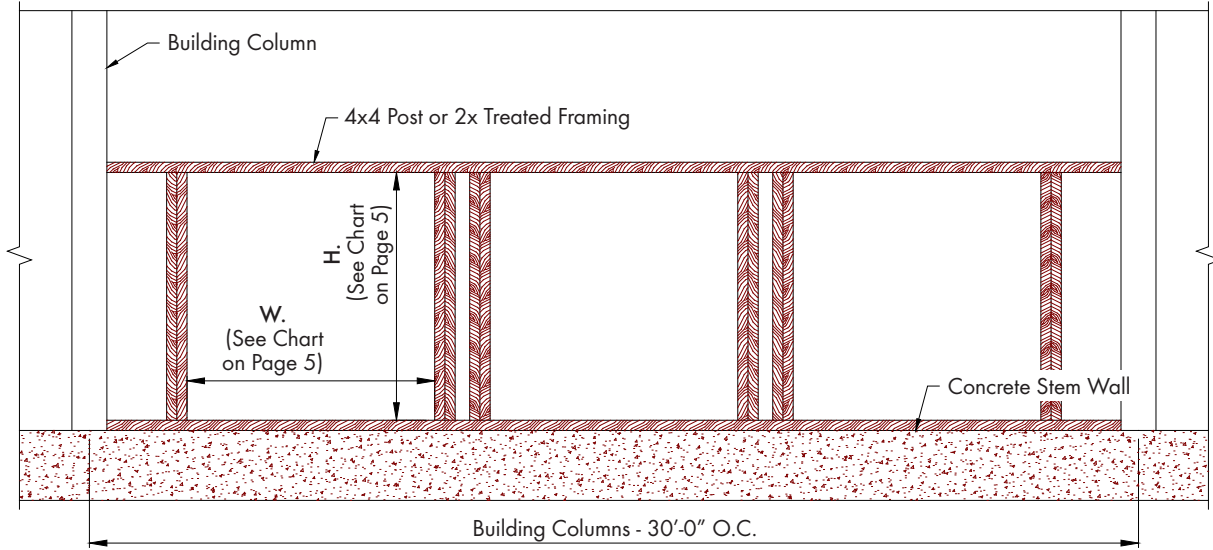 Building Column
4x4 Post or 2x Treated Framing
H.
(See Chart
on Page 5)
W.
(See Chart
on Page 5)
Concrete Stem Wall
Building Columns - 30'-0” O.C.